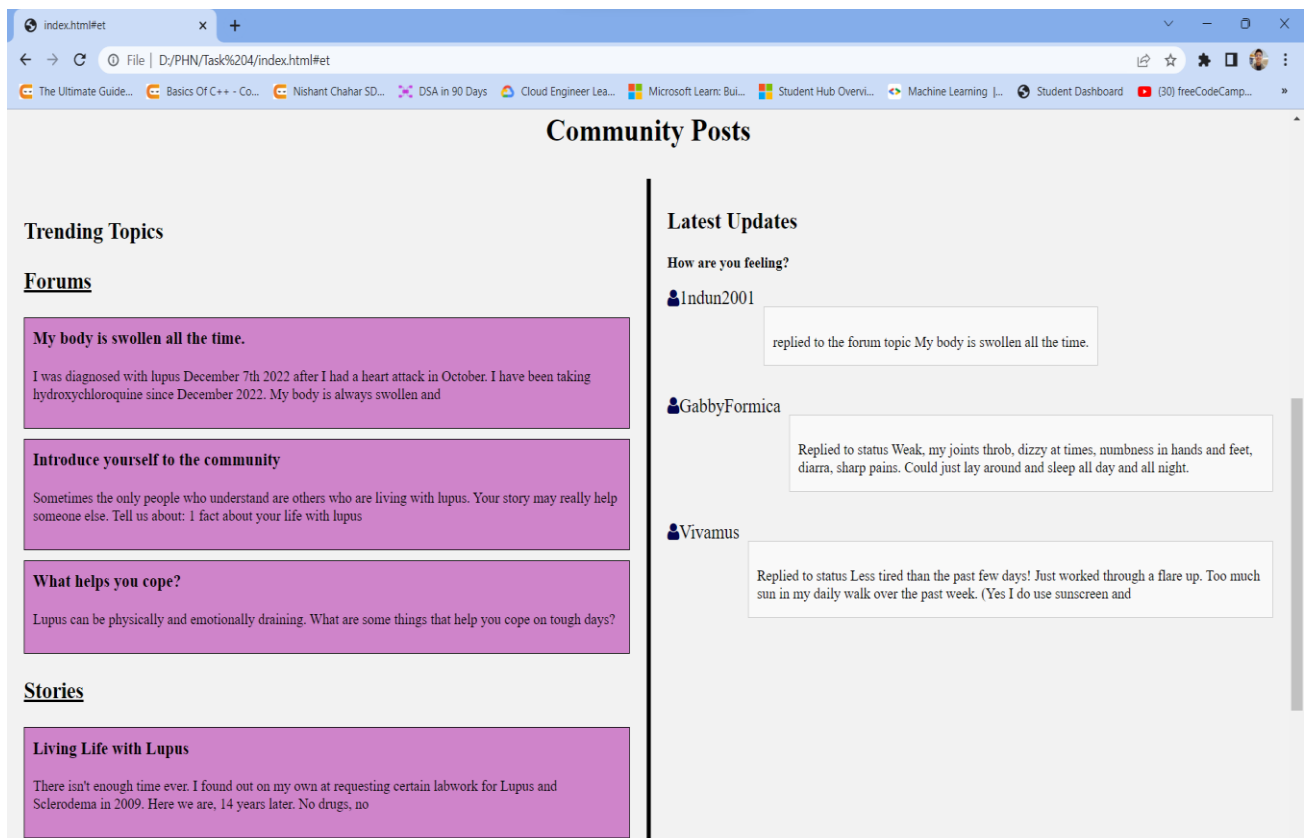 index.html#et
File | D:/PHN/Task%204/index.html#et
The Ultimate Guide... Basics Of C++ - Co... Nishant Chahar SD... DSA in 90 Days Cloud Engineer Lea... Microsoft Learn: Bui... Student Hub Overvi... Machine Learning |... Student Dashboard (30) freeCodeCamp... »
Community Posts
Trending Topics
Forums
My body is swollen all the time.
I was diagnosed with lupus December 7th 2022 after I had a heart attack in October. I have been taking
hydroxychloroquine since December 2022. My body is always swollen and
Introduce yourself to the community
Sometimes the only people who understand are others who are living with lupus. Your story may really help
someone else. Tell us about: 1 fact about your life with lupus
What helps you cope?
Lupus can be physically and emotionally draining. What are some things that help you cope on tough days?
Stories
Living Life with Lupus
There isn't enough time ever. I found out on my own at requesting certain labwork for Lupus and
Sclerodema in 2009. Here we are, 14 years later. No drugs, no
Latest Updates
How are you feeling?
1ndun2001
replied to the forum topic My body is swollen all the time.
GabbyFormica
Replied to status Weak, my joints throb, dizzy at times, numbness in hands and feet,
diarra, sharp pains. Could just lay around and sleep all day and all night.
Vivamus
Replied to status Less tired than the past few days! Just worked through a flare up. Too much
sun in my daily walk over the past week. (Yes I do use sunscreen and